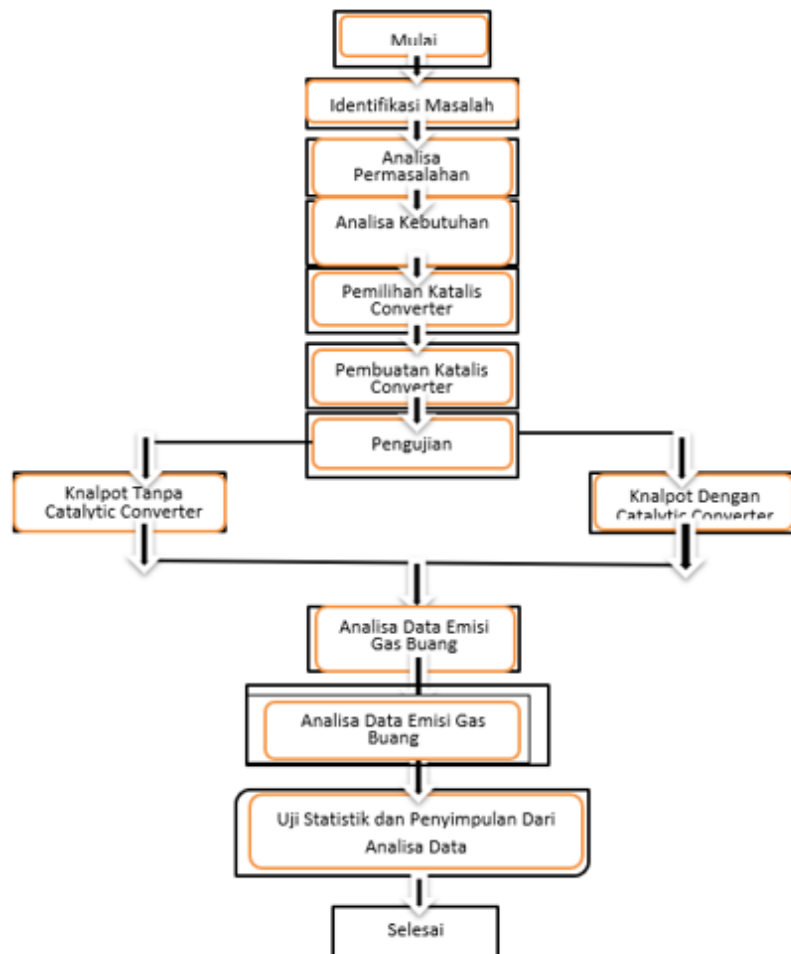 Mulai
Identifikasi Masalah
Analisa
Permasalahan
Analisa Kebutuhan
Pemilihan Katalis
Converter
Pembuatan Katalis
Converter
Pengujian
Knalpot Tanpa
Catalytic Converter
Knalpot Dengan
Catalytic Converter
Analisa Data Emisi
Gas Buang
Analisa Data Emisi Gas
Buang
Uji Statistik dan Penyimpulan Dari
Analisa Data
Selesai